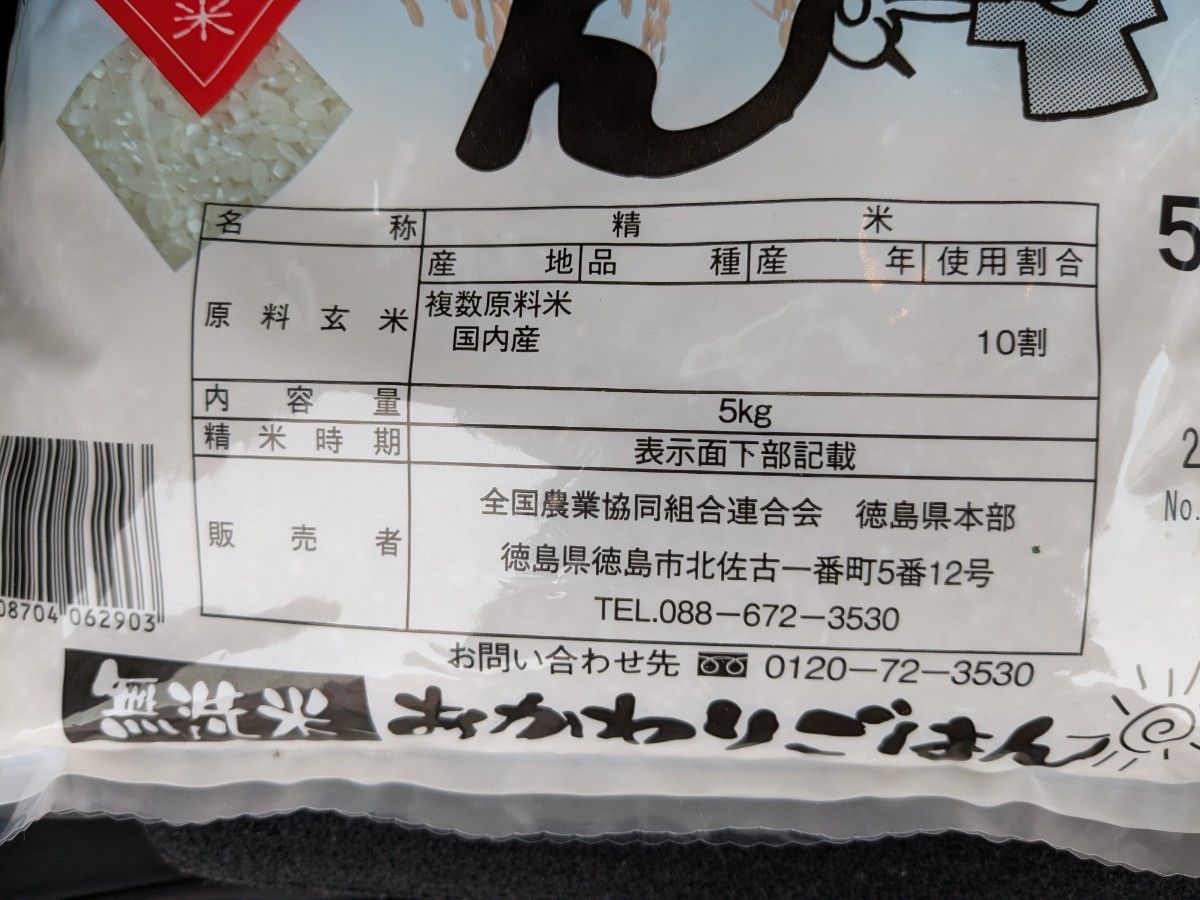 米
ん
名称 精米
産地 品種 産年 使用割合
原料玄米 複数原料米
国内産 10割
内容量 5kg
精米時期 表示面下部記載
販売者 全国農業協同組合連合会 徳島県本部
徳島県徳島市北佐古一番町5番12号
TEL.088-672-3530
お問い合わせ先 0120-72-3530
08704 062903
5
2
No.
おかわりごはん